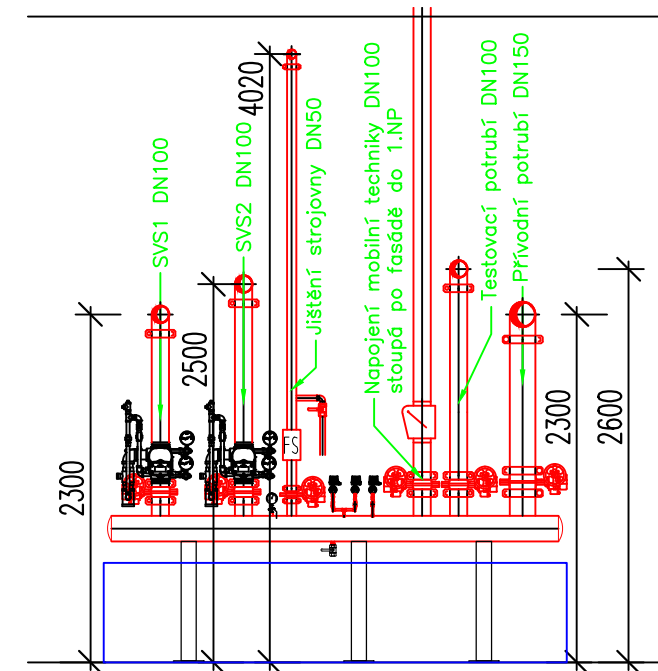 SVS1 DN100
SVS2 DN100
Jištění strojovny DN50
Napojení mobilní techniky DN100
stoupá po fasádě do 1.NP
Testovací potrubí DN100
Přívodní potrubí DN150
2300
2500
4020
2300
2600
FS